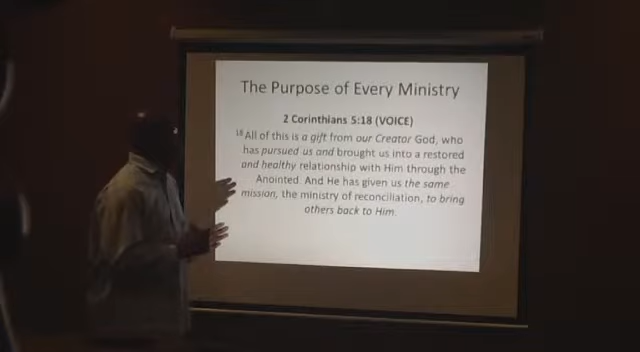 The Purpose of Every Ministry
2 Corinthians 5:18 (VOICE)
18 All of this is a gift from our Creator God, who
has pursued us and brought us into a restored
and healthy relationship with Him through the
Anointed. And He has given us the same
mission, the ministry of reconciliation, to bring
others back to Him.